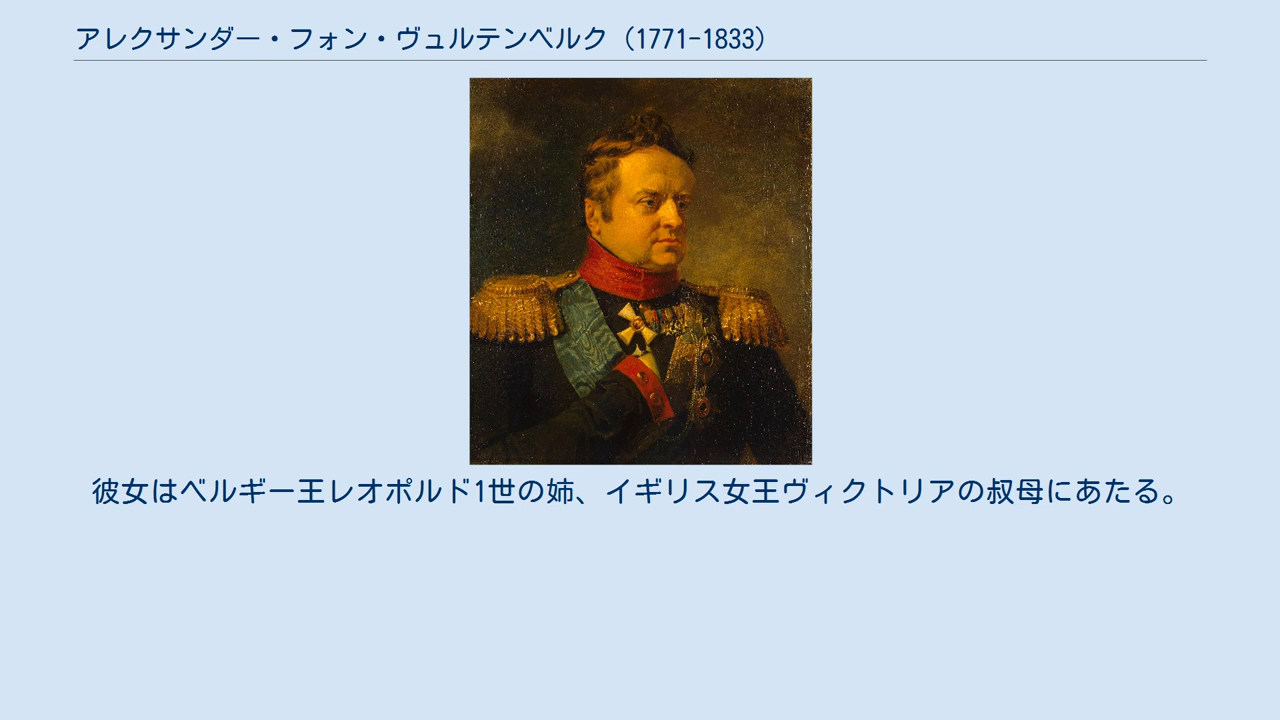 アレクサンダー・フォン・ヴュルテンベルク（1771-1833）
彼女はベルギー王レオポルド1世の姉、イギリス女王ヴィクトリアの叔母にあたる。